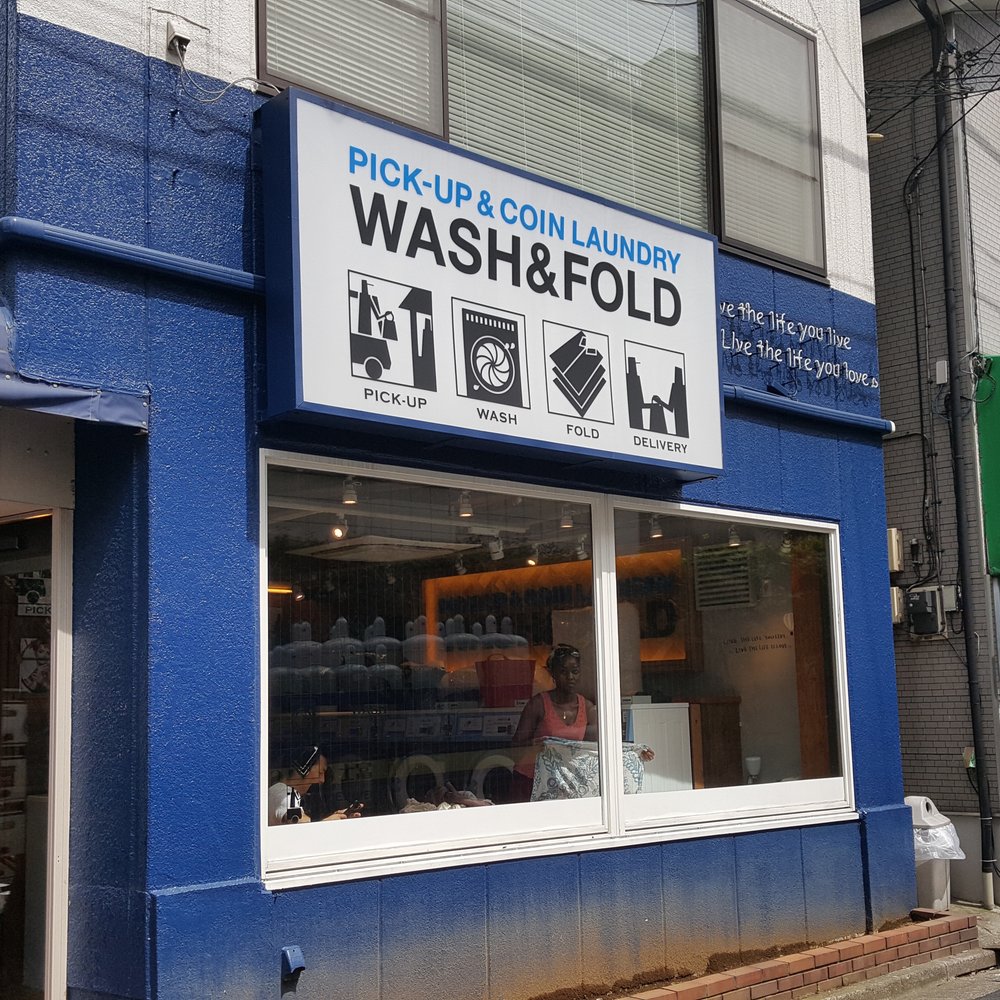 PICK-UP & COIN LAUNDRY
WASH&FOLD
PICK-UP
WASH
FOLD
DELIVERY
the life you live
Live the life you love
PICK